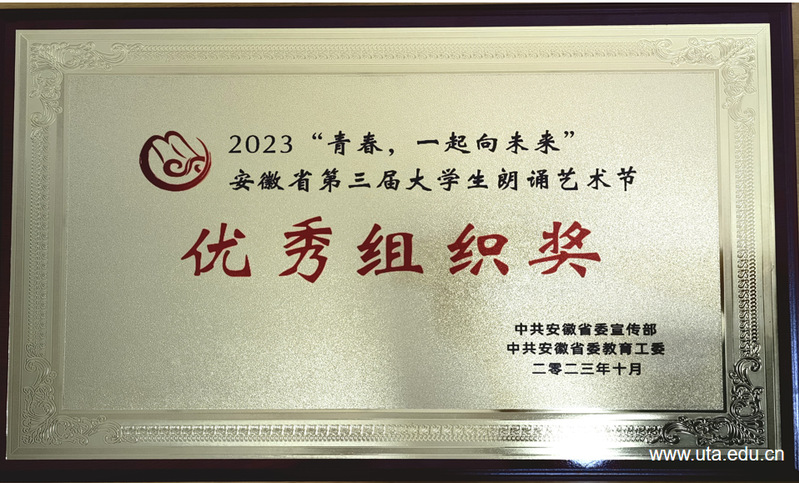 2023“青春，一起向未来”
安徽省第三届大学生朗诵艺术节
优秀组织奖
中共安徽省委宣传部
中共安徽省委教育工委
二零二三年十月
www.uta.edu.cn